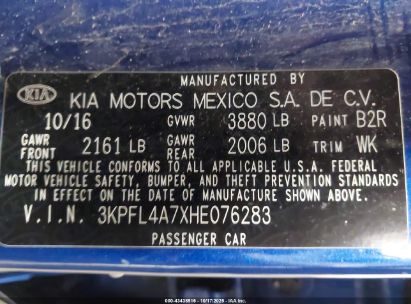 MANUFACTURED BY
KIA KIA MOTORS MEXICO S.A. DE C.V.
10/16 GVWR 3880 LB PAINT B2R
GAWR FRONT 2161 LB GAWR REAR 2006 LB TRIM WK
THIS VEHICLE CONFORMS TO ALL APPLICABLE U.S.A. FEDERAL
MOTOR VEHICLE SAFETY, BUMPER, AND THEFT PREVENTION STANDARDS
IN EFFECT ON THE DATE OF MANUFACTURE SHOWN ABOVE.
V.I.N. 3KPFL4A7XHE076283
PASSENGER CAR